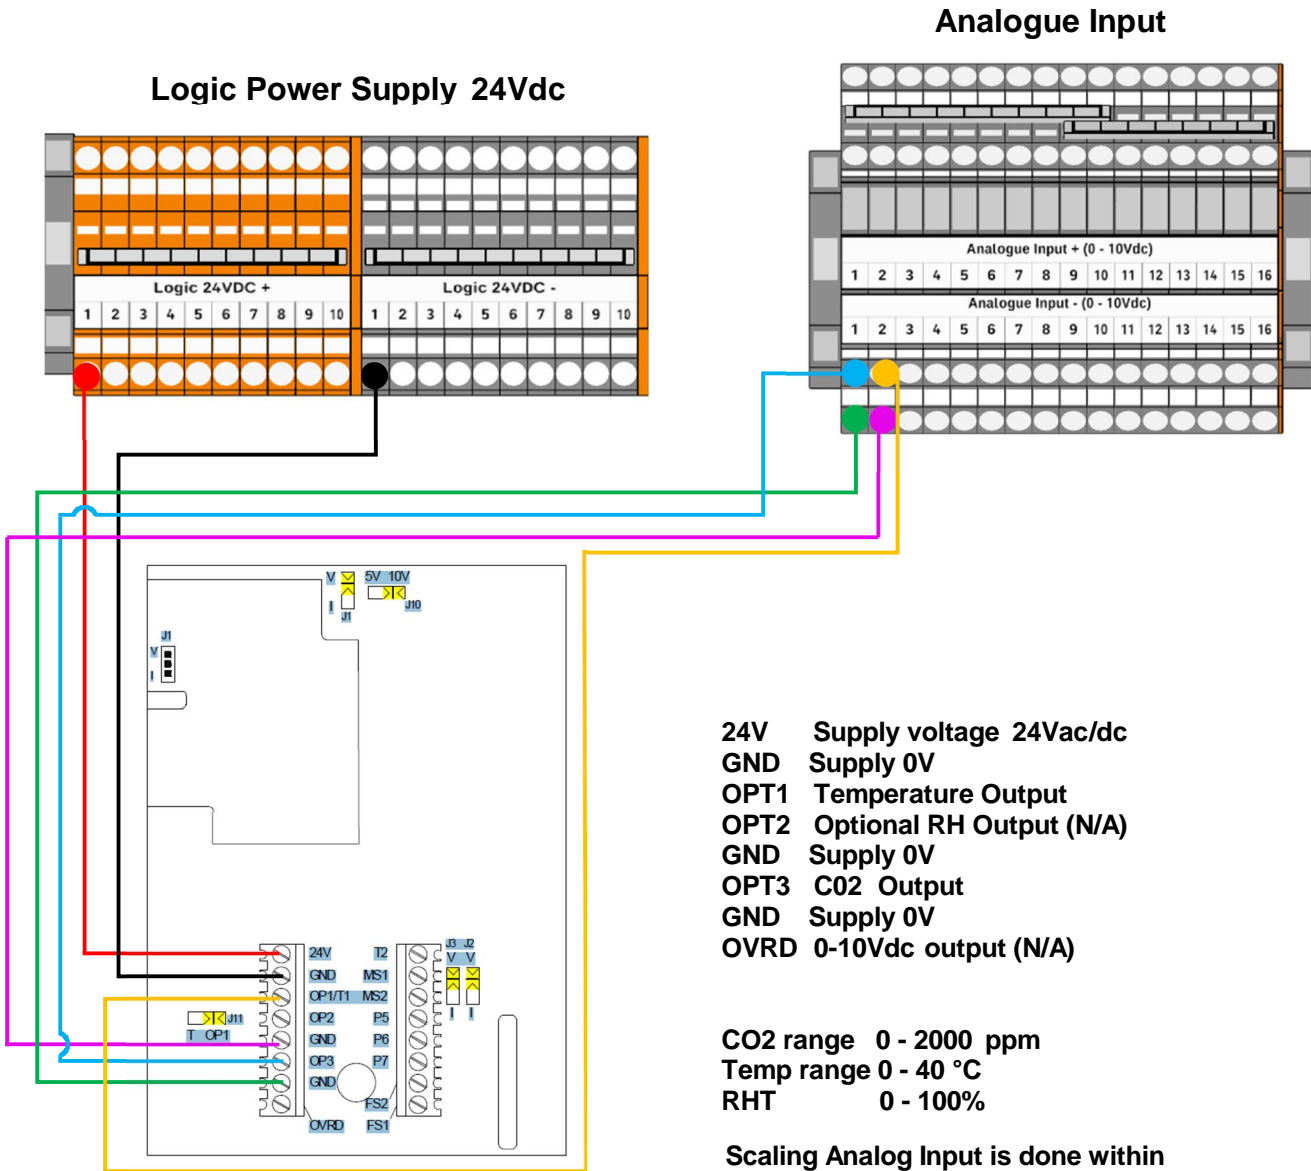 Analogue Input
Logic Power Supply 24Vdc
Logic 24VDC +
1 2 3 4 5 6 7 8 9 10
Logic 24VDC -
1 2 3 4 5 6 7 8 9 10
Analogue Input + (0 - 10Vdc)
1 2 3 4 5 6 7 8 9 10 11 12 13 14 15 16
Analogue Input - (0 - 10Vdc)
1 2 3 4 5 6 7 8 9 10 11 12 13 14 15 16
V
I
J1
5V 10V
J10
J1
V
I
24V Supply voltage 24Vac/dc
GND Supply 0V
OPT1 Temperature Output
OPT2 Optional RH Output (N/A)
GND Supply 0V
OPT3 C02 Output
GND Supply 0V
OVRD 0-10Vdc output (N/A)
24V
GND
OP1/T1
OP2
GND
OP3
GND
OVRD
T2
MS1
MS2
P5
P6
P7
FS2
FS1
J3 J2
V V
I I
J11
T OP1
CO2 range 0 - 2000 ppm
Temp range 0 - 40 °C
RHT 0 - 100%
Scaling Analog Input is done within